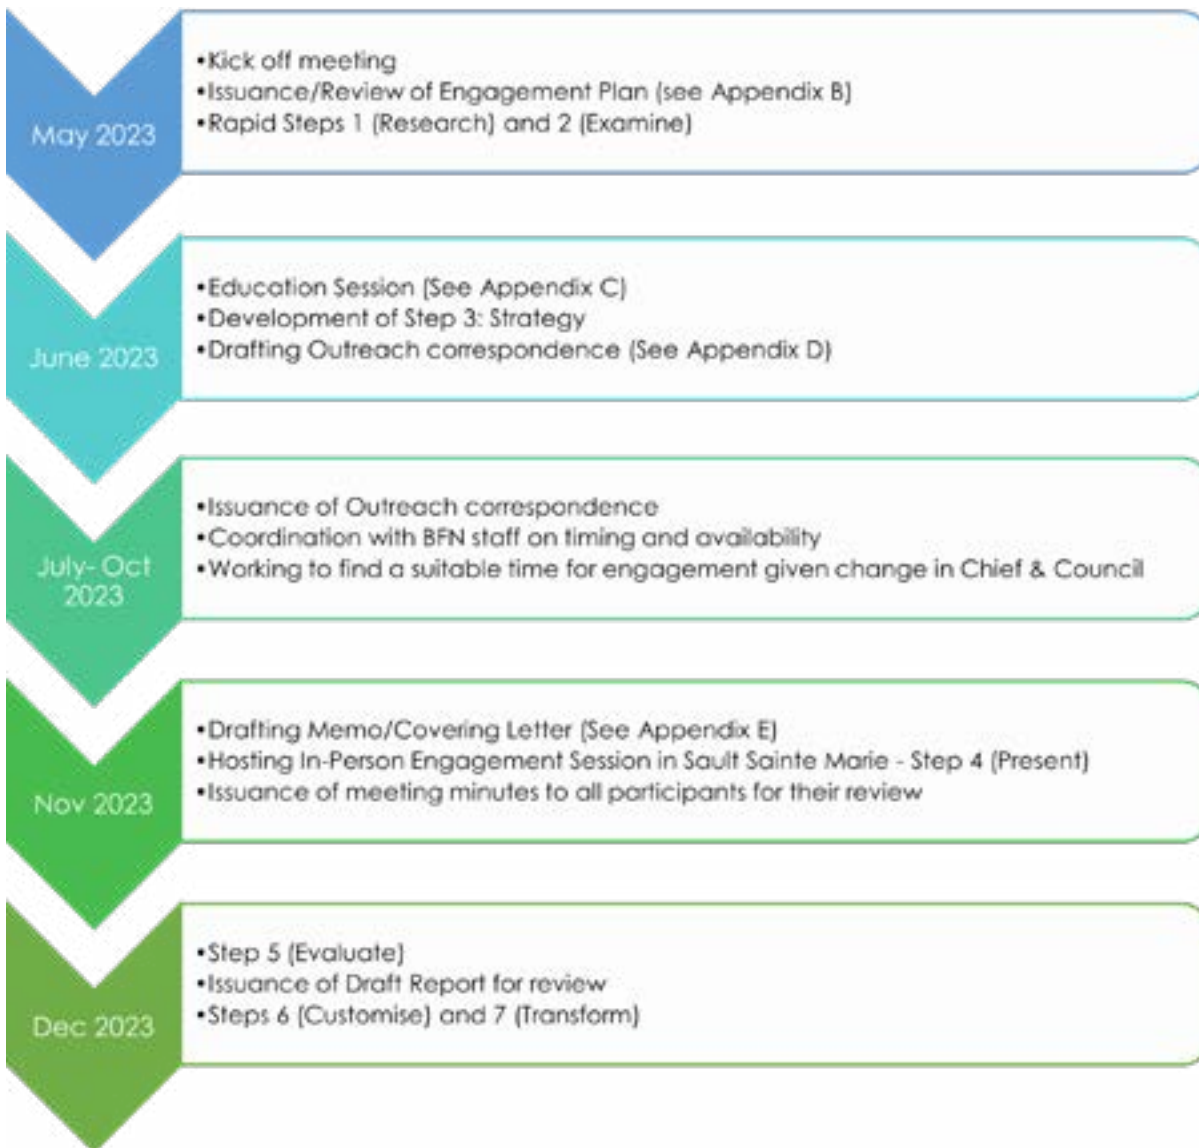 May 2023
•Kick off meeting
•Issuance/Review of Engagement Plan (see Appendix B)
•Rapid Steps 1 (Research) and 2 (Examine)
June 2023
•Education Session (See Appendix C)
•Development of Step 3: Strategy
•Drafting Outreach correspondence (See Appendix D)
July- Oct
2023
•Issuance of Outreach correspondence
•Coordination with BFN staff on timing and availability
•Working to find a suitable time for engagement given change in Chief & Council
Nov 2023
•Drafting Memo/Covering Letter (See Appendix E)
•Hosting In-Person Engagement Session in Sault Sainte Marie - Step 4 (Present)
•Issuance of meeting minutes to all participants for their review
Dec 2023
•Step 5 (Evaluate)
•Issuance of Draft Report for review
•Steps 6 (Customise) and 7 (Transform)